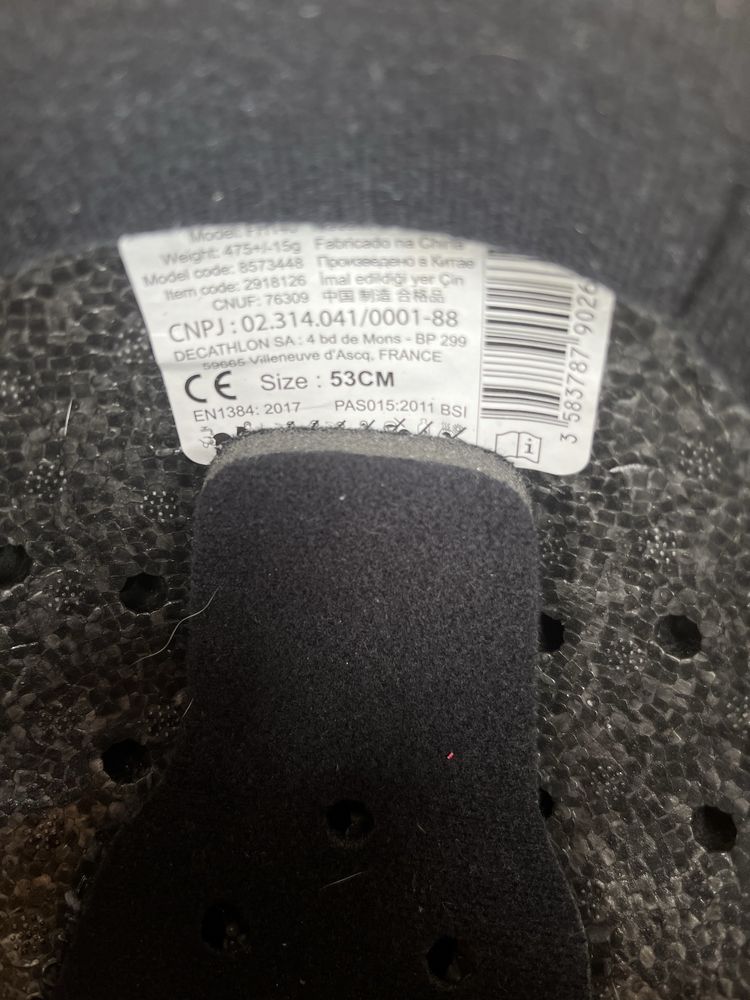 Model:
Weight: 475+/-15g Fabricado na China
Model code: 8573448 Произведено в Китае
Item code: 2918126 İmal edildiği yer Çin
CNUF: 76309 中国 制造 合格品
CNPJ : 02.314.041/0001-88
DECATHLON SA : 4 bd de Mons - BP 299
59665 Villeneuve d'Ascq, FRANCE
CE Size : 53CM
EN1384: 2017 PAS015:2011 BSI
i
3 583787 9026